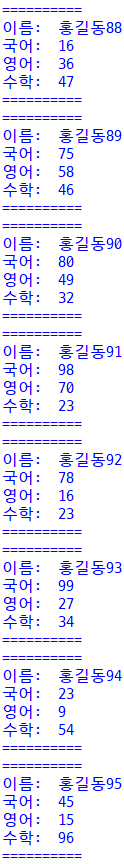 ==========
이름:  홍길동88
국어:  16
영어:  36
수학:  47
==========
==========
이름:  홍길동89
국어:  75
영어:  58
수학:  46
==========
==========
이름:  홍길동90
국어:  80
영어:  49
수학:  32
==========
==========
이름:  홍길동91
국어:  98
영어:  70
수학:  23
==========
==========
이름:  홍길동92
국어:  78
영어:  16
수학:  23
==========
==========
이름:  홍길동93
국어:  99
영어:  27
수학:  34
==========
==========
이름:  홍길동94
국어:  23
영어:  9
수학:  54
==========
==========
이름:  홍길동95
국어:  45
영어:  15
수학:  96
==========